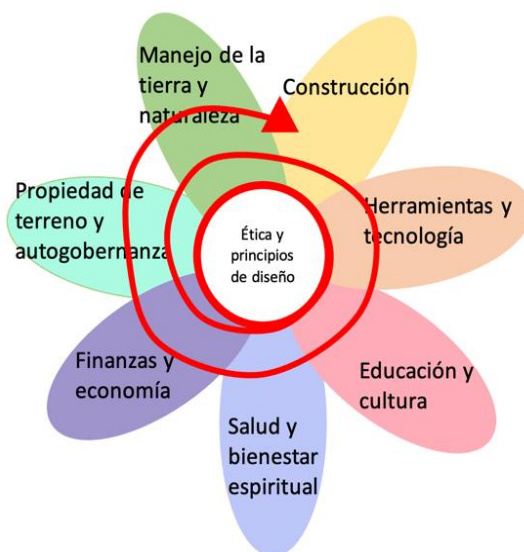 Manejo de la
tierra y
naturaleza
Construcción
Herramientas y
tecnología
Educación y
cultura
Salud y
bienestar
espiritual
Finanzas y
economía
Propiedad de
terreno y
autogobernanza
Ética y
principios
de diseño